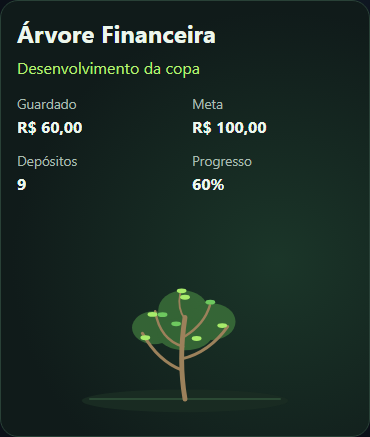 Árvore Financeira
Desenvolvimento da copa
Guardado Meta
R$ 60,00 R$ 100,00
Depósitos Progresso
9 60%